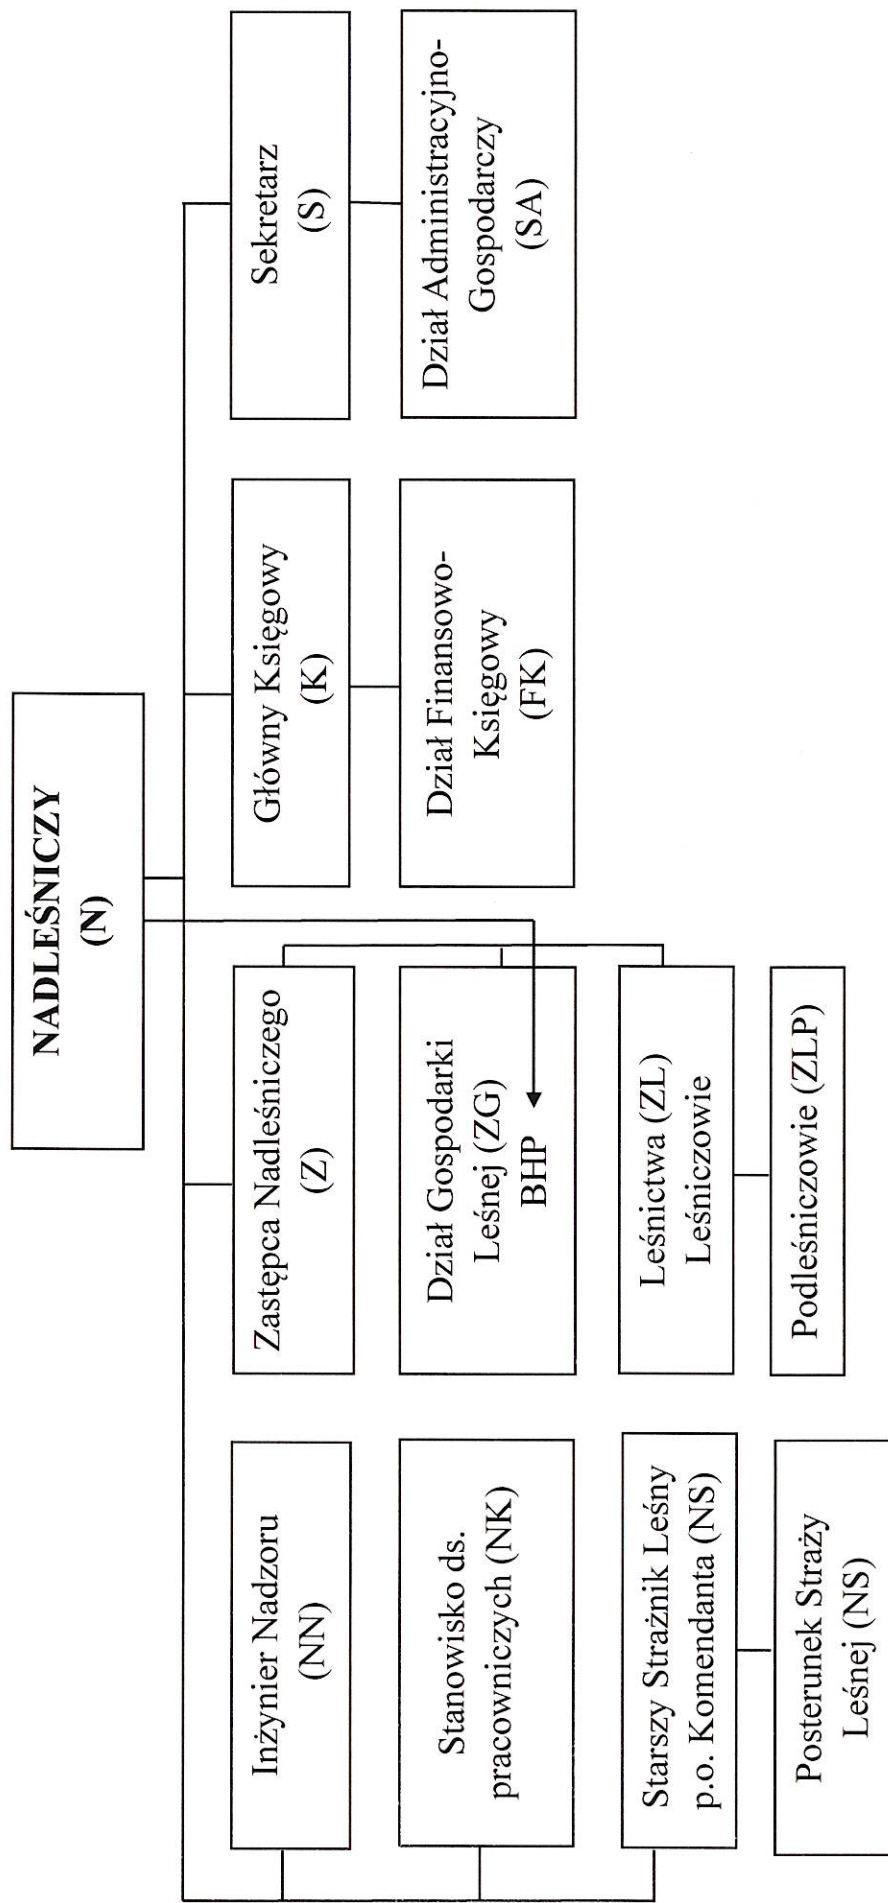 NADLEŚNICZY
(N)
Inżynier Nadzoru
(NN)
Zastępca Nadleśniczego
(Z)
Główny Księgowy
(K)
Sekretarz
(S)
Stanowisko ds.
pracowniczych (NK)
Dział Gospodarki
Leśnej (ZG)
BHP
Dział Finansowo-
Księgowy
(FK)
Dział Administracyjno-
Gospodarczy
(SA)
Starszy Strażnik Leśny
p.o. Komendanta (NS)
Leśnictwa (ZL)
Leśniczowie
Posterunek Straży
Leśnej (NS)
Podleśniczowie (ZLP)